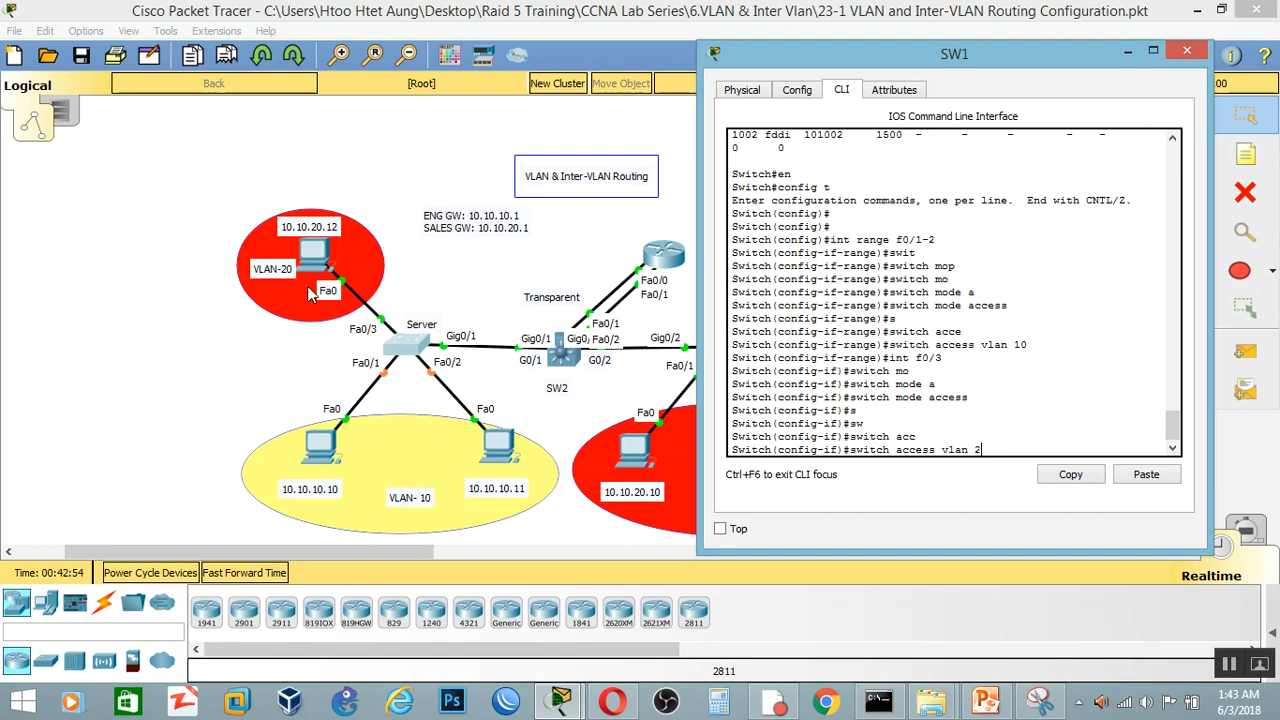 Cisco Packet Tracer - C:\Users\Htoo Htet Aung\Desktop\Raid 5 Training\CCNA Lab Series\6.VLAN & Inter Vlan\23-1 VLAN and Inter-VLAN Routing Configuration.pkt
File Edit Options View Tools Extensions Help
Logical
Back
[Root]
New Cluster
Move Object
:00
SW1
Physical Config CLI Attributes
IOS Command Line Interface
1002 fddi 101002 1500 - - - - -
0 0
Switch#en
Switch#config t
Enter configuration commands, one per line. End with CNTL/Z.
Switch(config)#
Switch(config)#
Switch(config)#int range f0/1-2
Switch(config-if-range)#swit
Switch(config-if-range)#switch mop
Switch(config-if-range)#switch mo
Switch(config-if-range)#switch mode a
Switch(config-if-range)#switch mode access
Switch(config-if-range)#s
Switch(config-if-range)#switch acce
Switch(config-if-range)#switch access vlan 10
Switch(config-if-range)#int f0/3
Switch(config-if)#switch mo
Switch(config-if)#switch mode a
Switch(config-if)#switch mode access
Switch(config-if)#s
Switch(config-if)#sw
Switch(config-if)#switch acc
Switch(config-if)#switch access vlan 2
Ctrl+F6 to exit CLI focus
Copy
Paste
Top
VLAN & Inter-VLAN Routing
ENG GW: 10.10.10.1
SALES GW: 10.10.20.1
10.10.20.12
VLAN-20
Fa0
Fa0/3
Server
Gig0/1
Fa0/1
Fa0/2
Fa0
Fa0
10.10.10.10
VLAN- 10
10.10.10.11
Transparent
Fa0/0
Fa0/1
Fa0/1
Gig0/1
Gig0/
Fa0/2
G0/1
G0/2
Gig0/2
SW2
Fa0/1
Fa0
10.10.20.10
Time: 00:42:54
Power Cycle Devices
Fast Forward Time
Realtime
1941 2901 2911 819IOX 819HGW 829 1240 4321 Generic Generic 1841 2620XM 2621XM 2811
2811
1:43 AM
6/3/2018